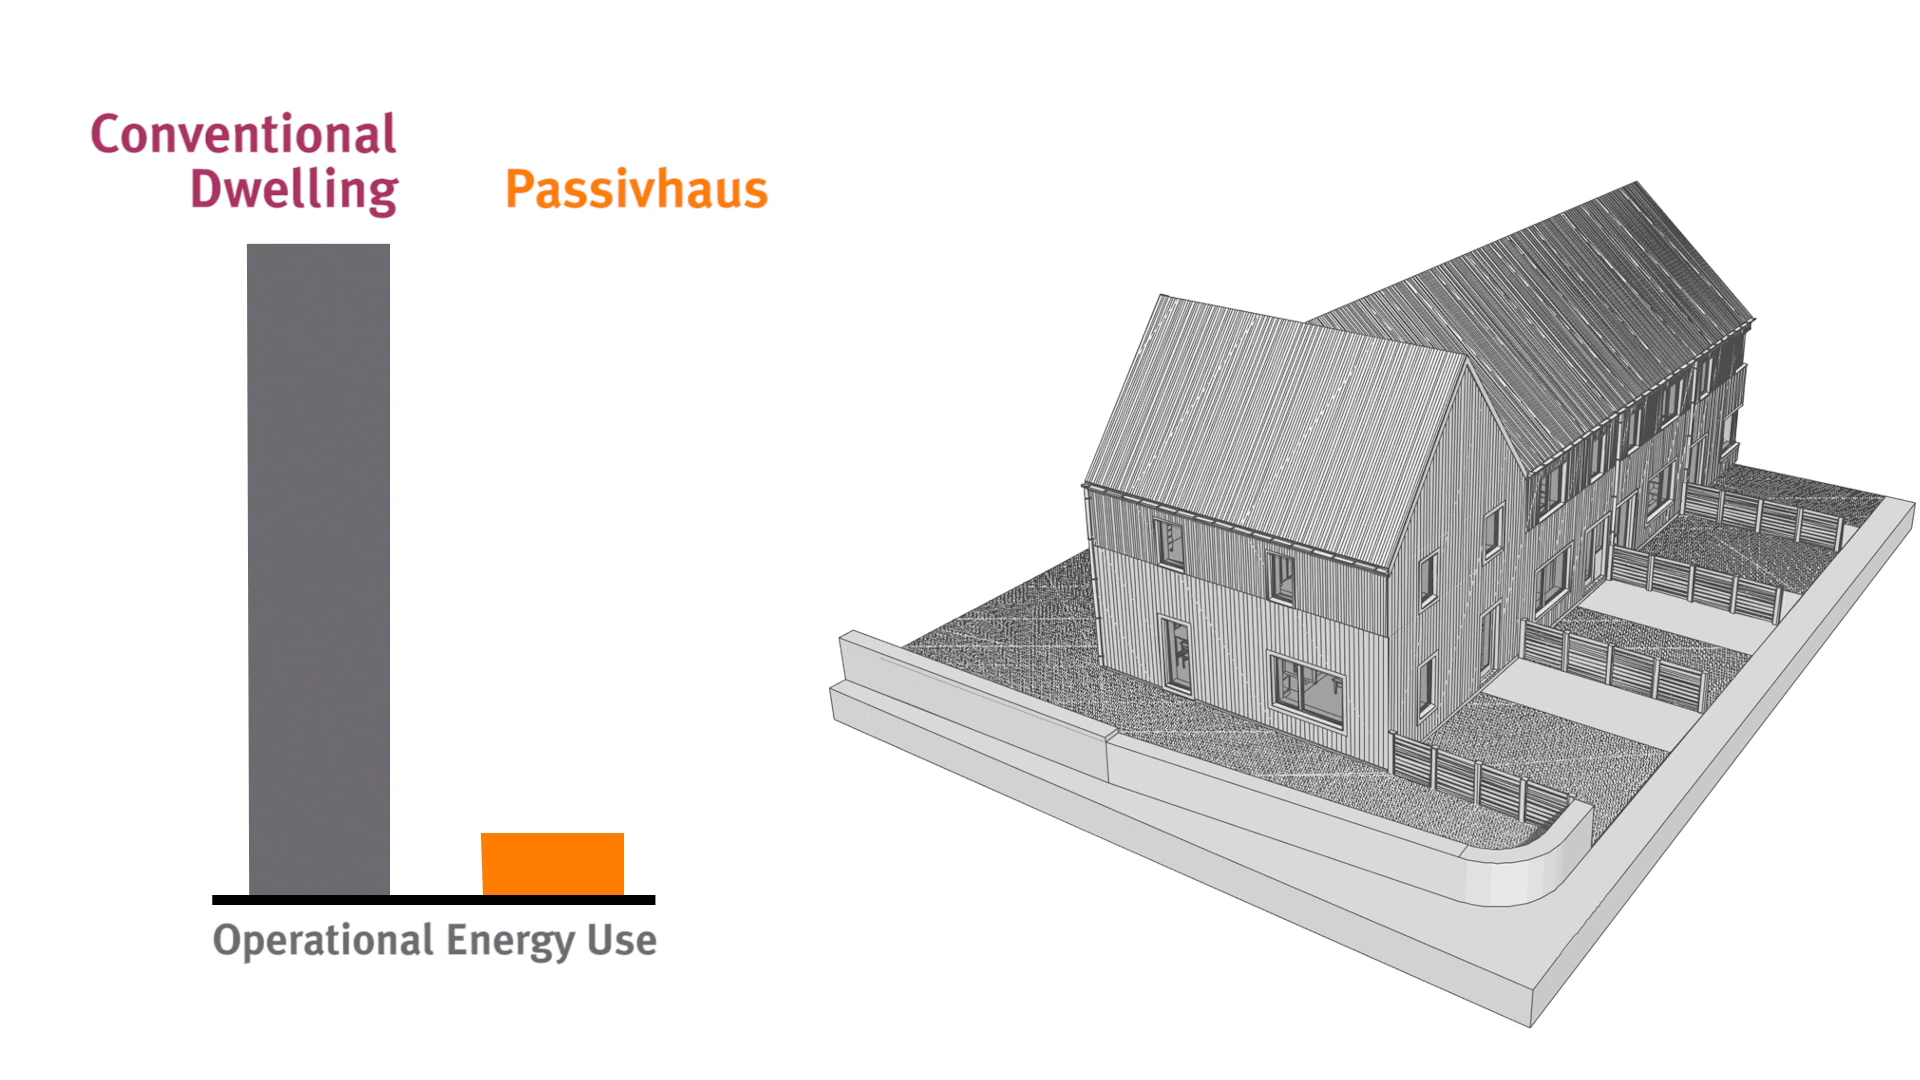 Conventional
Dwelling
Passivhaus
Operational Energy Use